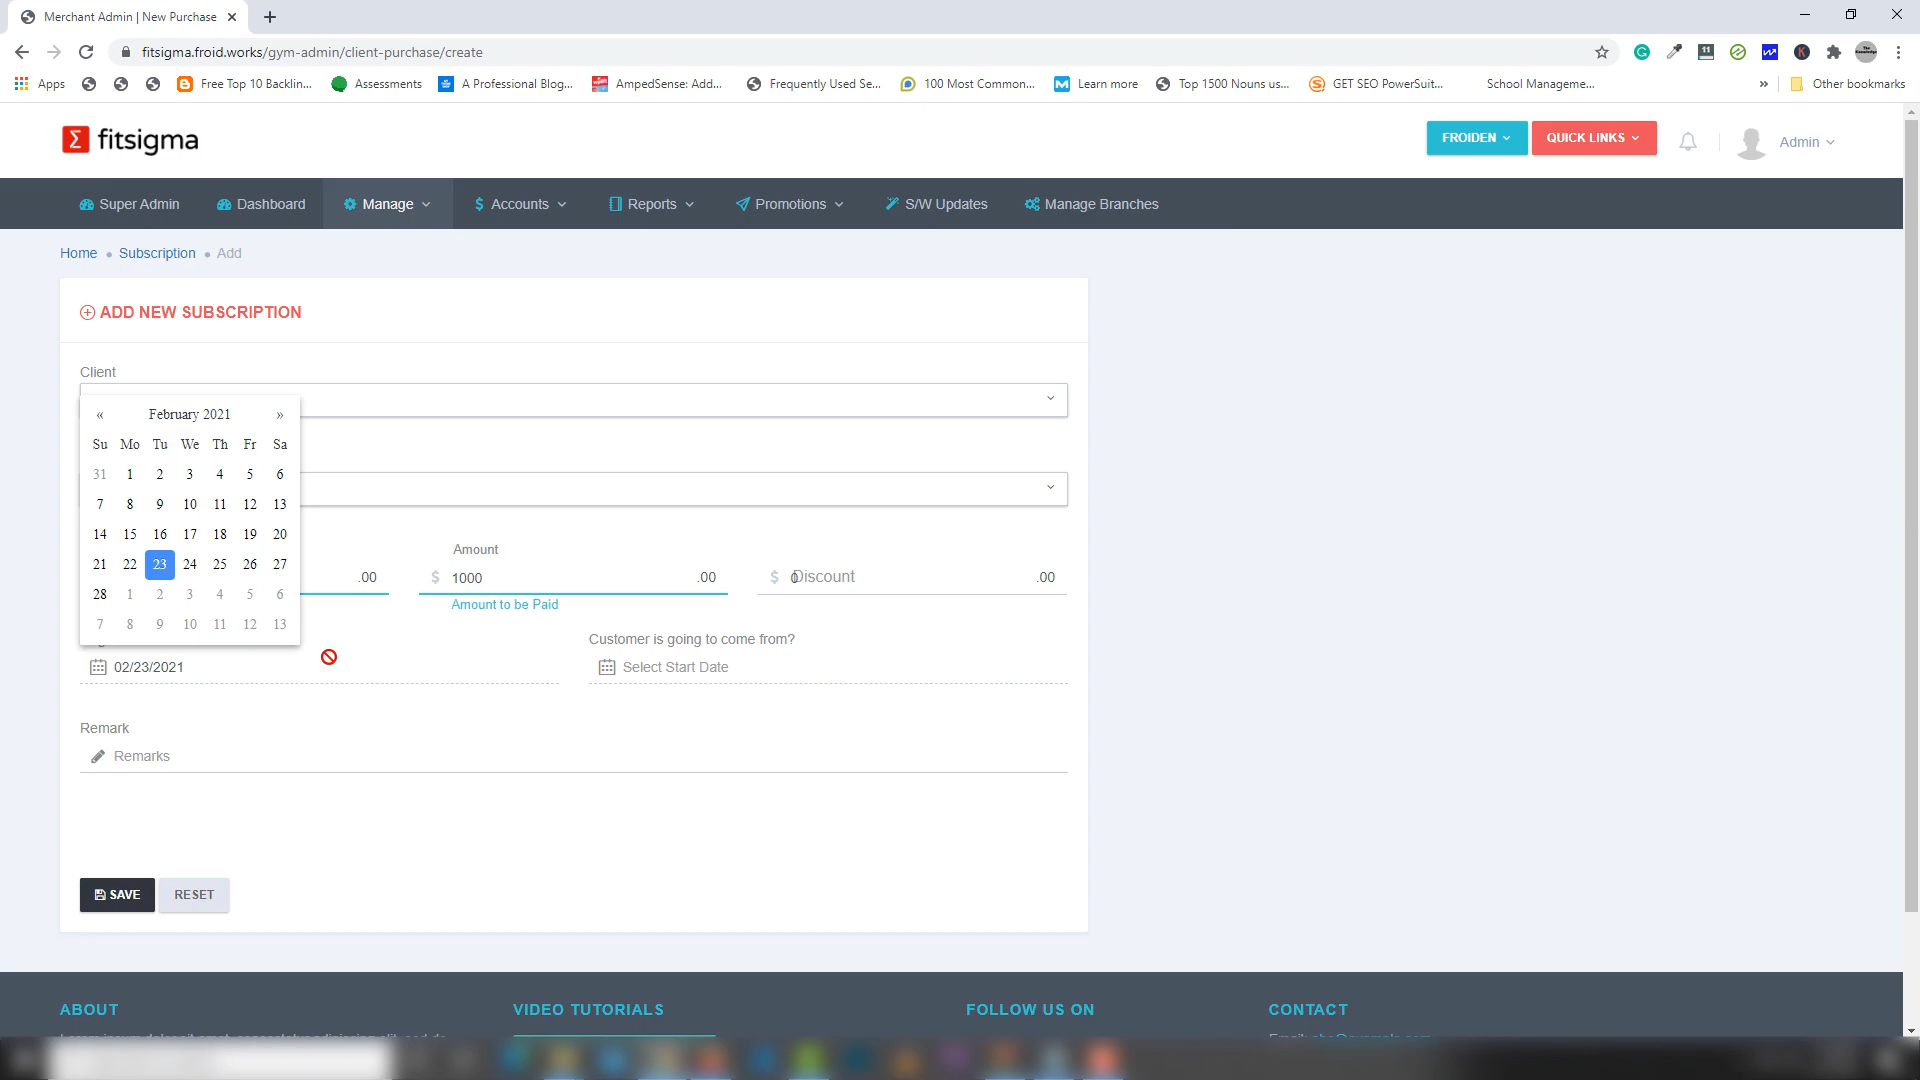 Merchant Admin | New Purchase
fitsigma.froid.works/gym-admin/client-purchase/create
Apps
Free Top 10 Backlin...
Assessments
A Professional Blog...
AmpedSense: Add...
Frequently Used Se...
100 Most Common...
Learn more
Top 1500 Nouns us...
GET SEO PowerSuit...
School Manageme...
Other bookmarks
Σ fitsigma
FROIDEN
QUICK LINKS
Admin
Super Admin
Dashboard
Manage
Accounts
Reports
Promotions
S/W Updates
Manage Branches
Home • Subscription • Add
ADD NEW SUBSCRIPTION
Client
« February 2021 »
Su Mo Tu We Th Fr Sa
31 1 2 3 4 5 6
7 8 9 10 11 12 13
14 15 16 17 18 19 20
21 22 23 24 25 26 27
28 1 2 3 4 5 6
7 8 9 10 11 12 13
.00
Amount
$ 1000 .00
Amount to be Paid
$ 0 Discount .00
02/23/2021
Customer is going to come from?
Select Start Date
Remark
Remarks
SAVE
RESET
ABOUT
VIDEO TUTORIALS
FOLLOW US ON
CONTACT